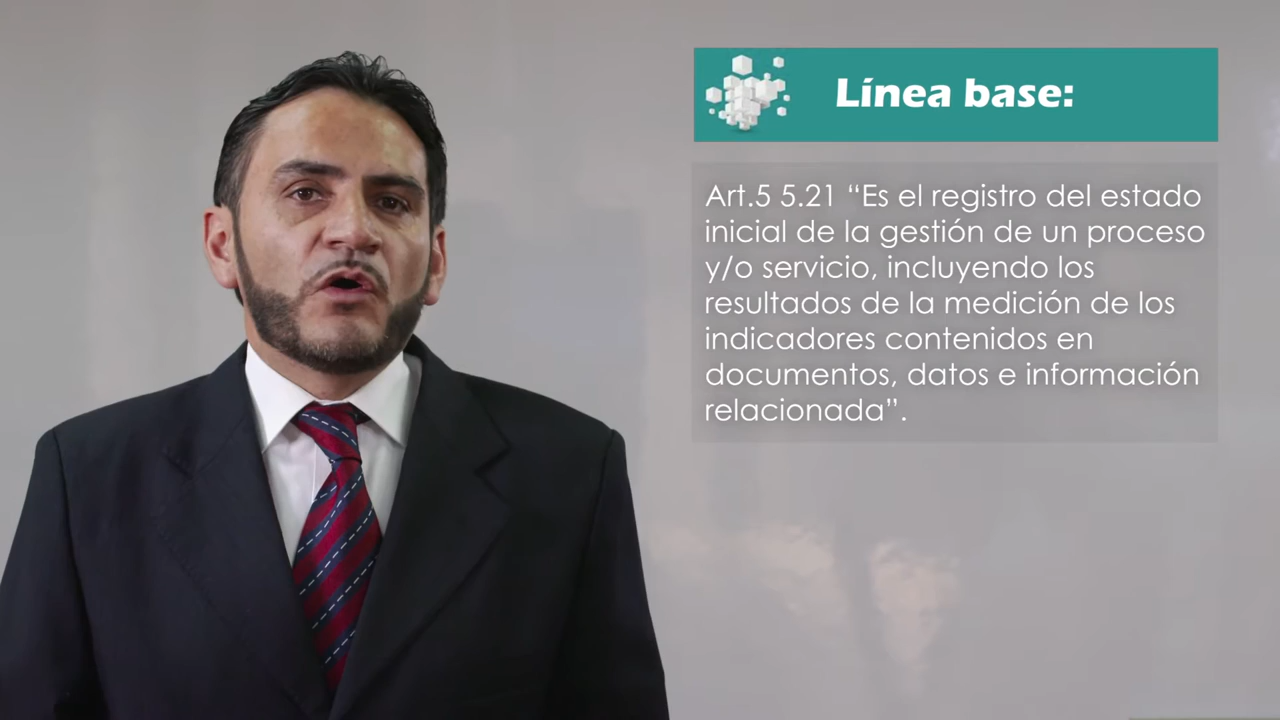 Línea base:
Art.5 5.21 “Es el registro del estado
inicial de la gestión de un proceso
y/o servicio, incluyendo los
resultados de la medición de los
indicadores contenidos en
documentos, datos e información
relacionada”.